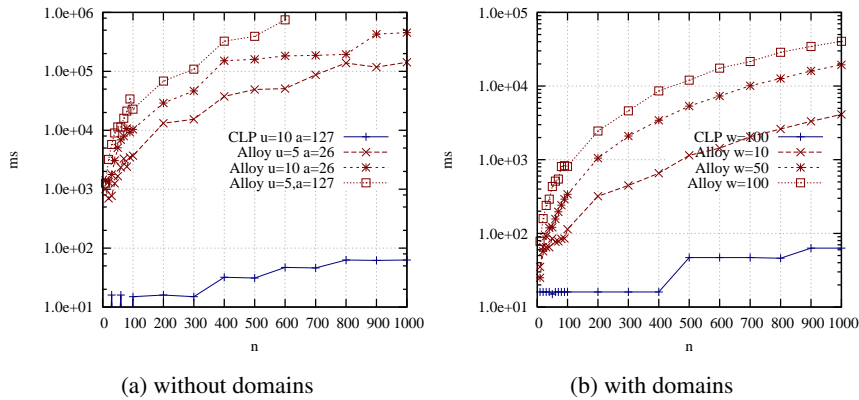 1.0e+06
1.0e+05
1.0e+04
1.0e+03
1.0e+02
1.0e+01
ms
0 100 200 300 400 500 600 700 800 900 1000
n
CLP u=10 a=127
Alloy u=5 a=26
Alloy u=10 a=26
Alloy u=5,a=127
(a) without domains
1.0e+05
1.0e+04
1.0e+03
1.0e+02
1.0e+01
ms
0 100 200 300 400 500 600 700 800 900 1000
n
CLP w=100
Alloy w=10
Alloy w=50
Alloy w=100
(b) with domains